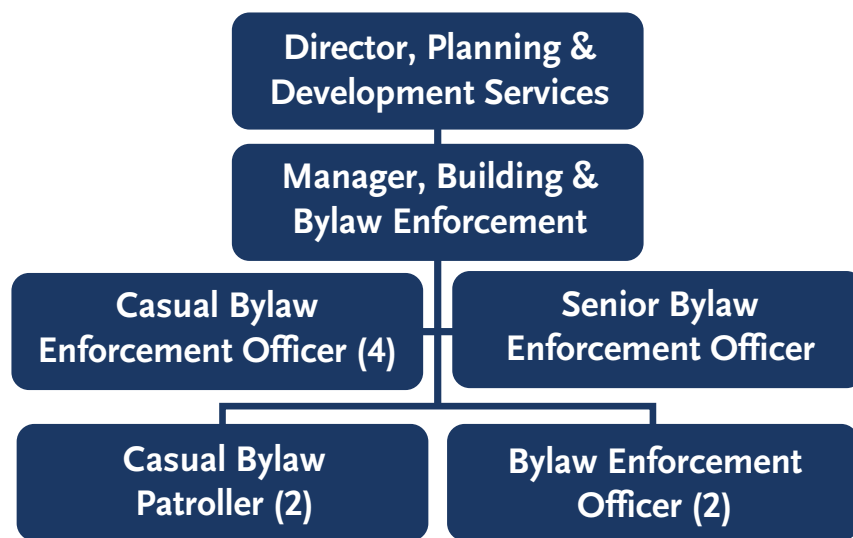 Director, Planning &
Development Services
Manager, Building &
Bylaw Enforcement
Casual Bylaw
Enforcement Officer (4)
Senior Bylaw
Enforcement Officer
Casual Bylaw
Patroller (2)
Bylaw Enforcement
Officer (2)